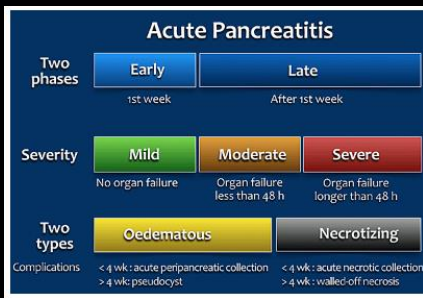 Acute Pancreatitis
Two phases
Early
Late
1st week
After 1st week
Severity
Mild
Moderate
Severe
No organ failure
Organ failure
less than 48 h
Organ failure
longer than 48 h
Two types
Oedematous
Necrotizing
Complications
< 4 wk : acute peripancreatic collection
> 4 wk: pseudocyst
< 4 wk : acute necrotic collection
> 4 wk : walled-off necrosis